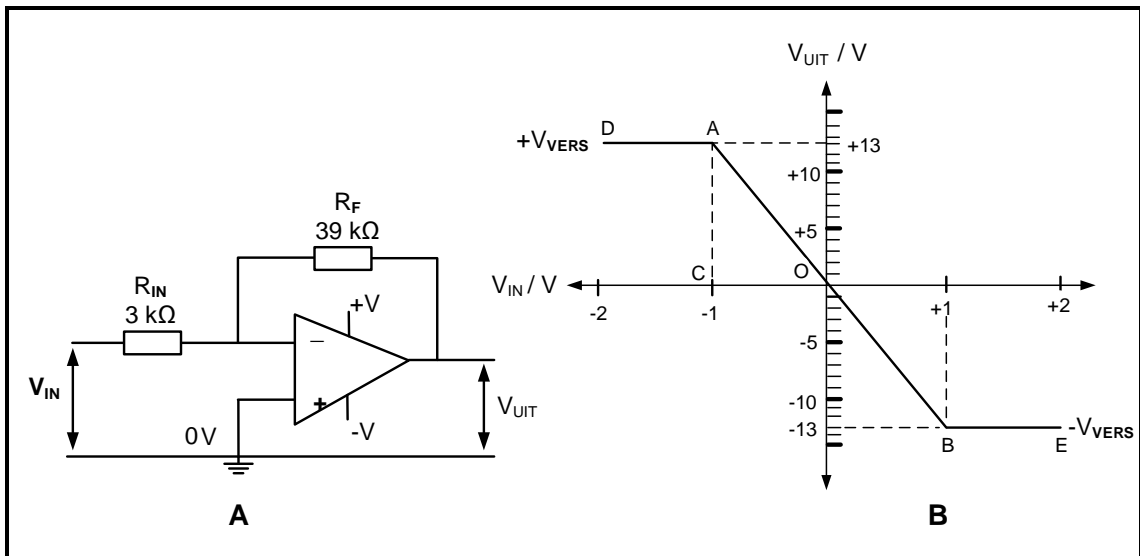 R_F
39 kΩ
R_IN
3 kΩ
+V
−
+
-V
V_IN
V_UIT
0V
A
V_UIT / V
+V_VERS
D
A
+13
+10
+5
V_IN / V
C
O
-2
-1
+1
+2
-5
-10
-13
B
E
-V_VERS
B